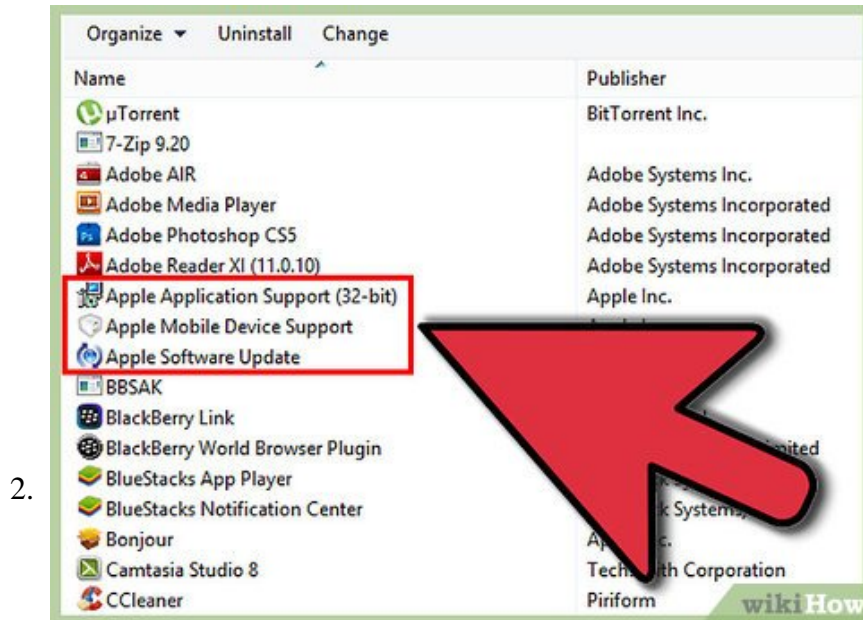 Organize Uninstall Change
Name Publisher
µTorrent BitTorrent Inc.
7-Zip 9.20
Adobe AIR Adobe Systems Inc.
Adobe Media Player Adobe Systems Incorporated
Adobe Photoshop CS5 Adobe Systems Incorporated
Adobe Reader XI (11.0.10) Adobe Systems Incorporated
Apple Application Support (32-bit) Apple Inc.
Apple Mobile Device Support
Apple Software Update
BBSAK
BlackBerry Link
BlackBerry World Browser Plugin
2. BlueStacks App Player
BlueStacks Notification Center
Bonjour
Camtasia Studio 8 Corporation
CCleaner Piriform
wikiHow